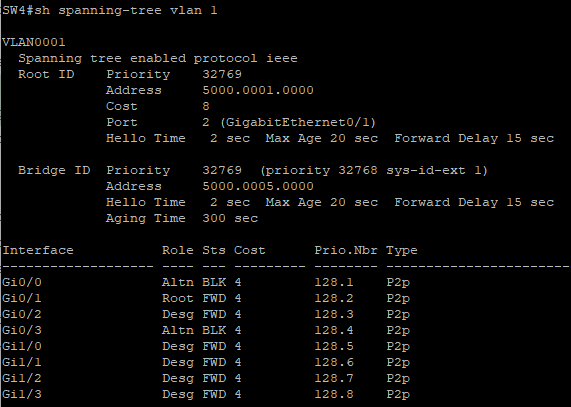 SW4#sh spanning-tree vlan 1
VLAN0001
Spanning tree enabled protocol ieee
Root ID Priority 32769
Address 5000.0001.0000
Cost 8
Port 2 (GigabitEthernet0/1)
Hello Time 2 sec Max Age 20 sec Forward Delay 15 sec
Bridge ID Priority 32769 (priority 32768 sys-id-ext 1)
Address 5000.0005.0000
Hello Time 2 sec Max Age 20 sec Forward Delay 15 sec
Aging Time 300 sec
Interface Role Sts Cost Prio.Nbr Type
------------------- ---- --- --------- -------- --------------------------------
Gi0/0 Altn BLK 4 128.1 P2p
Gi0/1 Root FWD 4 128.2 P2p
Gi0/2 Desg FWD 4 128.3 P2p
Gi0/3 Altn BLK 4 128.4 P2p
Gi1/0 Desg FWD 4 128.5 P2p
Gi1/1 Desg FWD 4 128.6 P2p
Gi1/2 Desg FWD 4 128.7 P2p
Gi1/3 Desg FWD 4 128.8 P2p